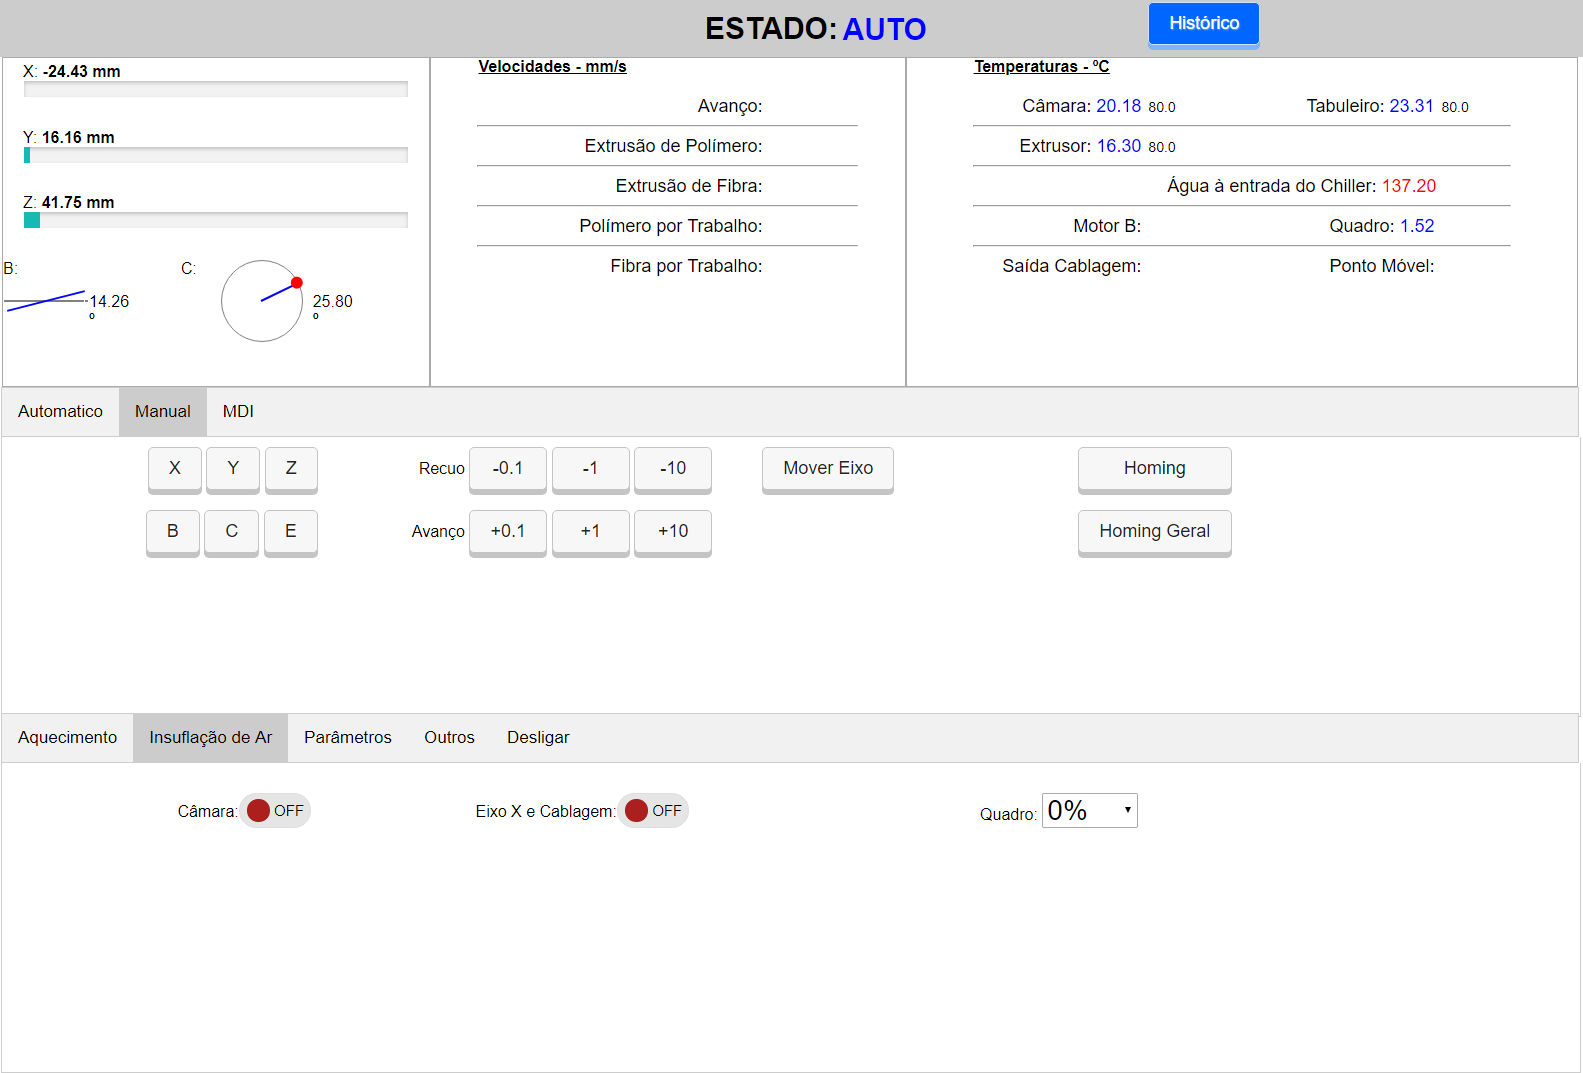 ESTADO: AUTO
Histórico
X: -24.43 mm
Y: 16.16 mm
Z: 41.75 mm
B:
14.26
º
C:
25.80
º
Velocidades - mm/s
Avanço:
Extrusão de Polímero:
Extrusão de Fibra:
Polímero por Trabalho:
Fibra por Trabalho:
Temperaturas - ºC
Câmara: 20.18 80.0 Tabuleiro: 23.31 80.0
Extrusor: 16.30 80.0
Água à entrada do Chiller: 137.20
Motor B: Quadro: 1.52
Saída Cablagem: Ponto Móvel:
Automatico Manual MDI
X Y Z Recuo -0.1 -1 -10 Mover Eixo Homing
B C E Avanço +0.1 +1 +10 Homing Geral
Aquecimento Insuflação de Ar Parâmetros Outros Desligar
Câmara: OFF Eixo X e Cablagem: OFF Quadro: 0%